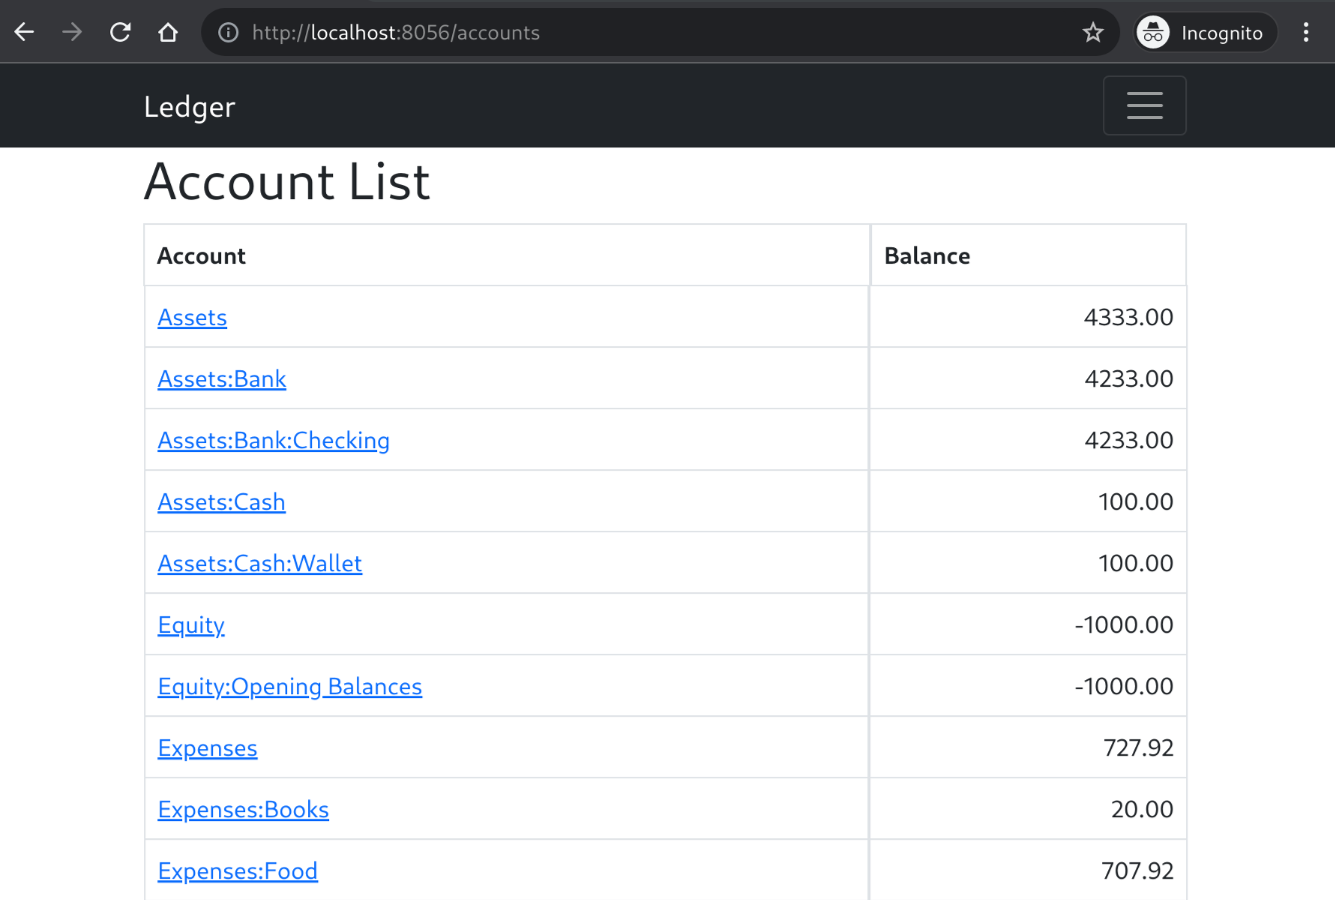 http://localhost:8056/accounts
Incognito
Ledger
Account List
Account Balance
Assets 4333.00
Assets:Bank 4233.00
Assets:Bank:Checking 4233.00
Assets:Cash 100.00
Assets:Cash:Wallet 100.00
Equity -1000.00
Equity:Opening Balances -1000.00
Expenses 727.92
Expenses:Books 20.00
Expenses:Food 707.92